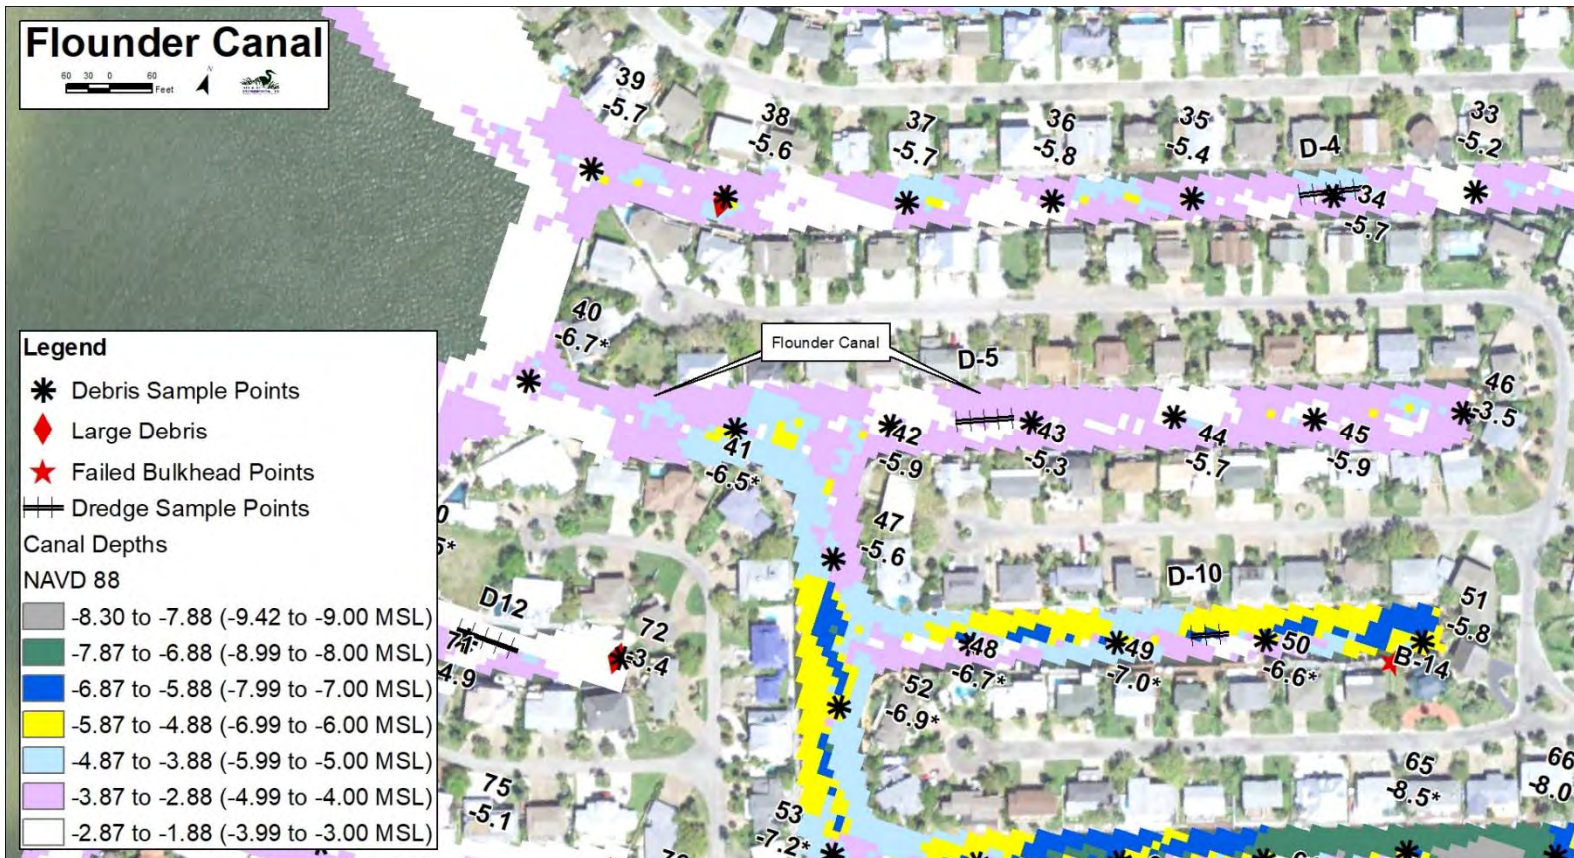 Flounder Canal
60 30 0 60
Feet
N
39
-5.7
38
-5.6
37
-5.7
36
-5.8
35
-5.4
D-4
33
-5.2
34
-5.7
40
-6.7*
Flounder Canal
D-5
46
-3.5
41
-6.5*
42
-5.9
43
-5.3
44
-5.7
45
-5.9
47
-5.6
D-10
51
-5.8
48
-6.7*
49
-7.0*
50
-6.6*
B-14
D12
71
4.9
72
-3.4
52
-6.9*
65
-8.5*
66
-8.0
75
-5.1
53
-7.2*
Legend
Debris Sample Points
Large Debris
Failed Bulkhead Points
Dredge Sample Points
Canal Depths
NAVD 88
-8.30 to -7.88 (-9.42 to -9.00 MSL)
-7.87 to -6.88 (-8.99 to -8.00 MSL)
-6.87 to -5.88 (-7.99 to -7.00 MSL)
-5.87 to -4.88 (-6.99 to -6.00 MSL)
-4.87 to -3.88 (-5.99 to -5.00 MSL)
-3.87 to -2.88 (-4.99 to -4.00 MSL)
-2.87 to -1.88 (-3.99 to -3.00 MSL)